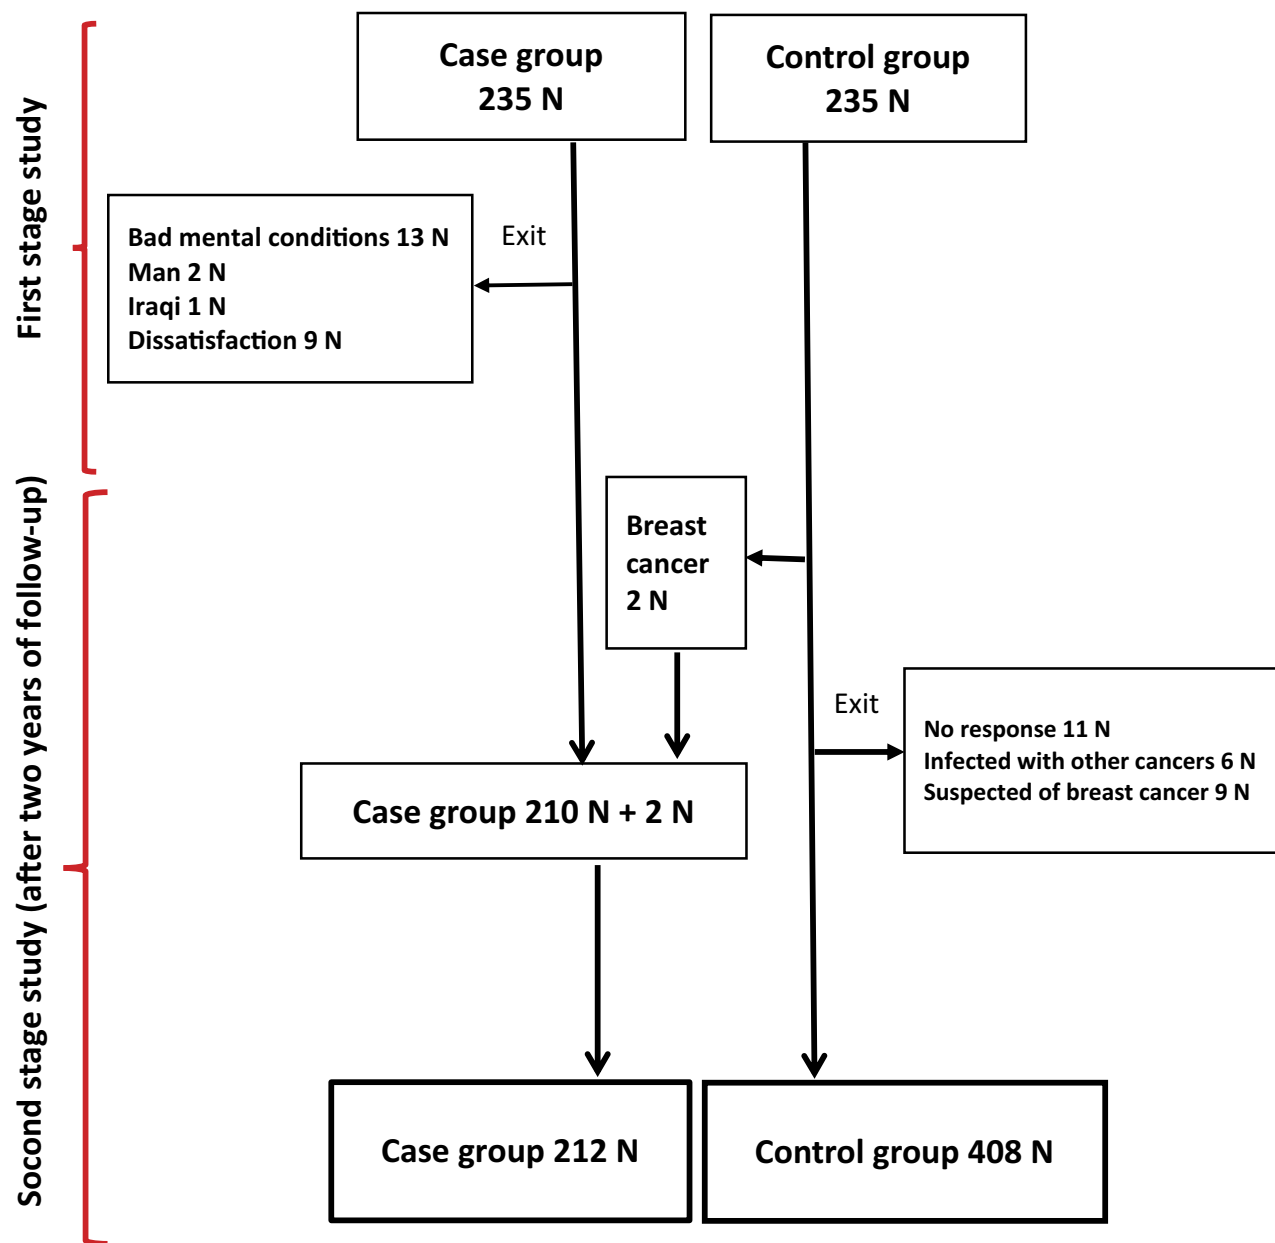 First stage study
Case group
235 N
Control group
235 N
Bad mental conditions 13 N
Man 2 N
Iraqi 1 N
Dissatisfaction 9 N
Exit
Socond stage study (after two years of follow-up)
Breast
cancer
2 N
Exit
No response 11 N
Infected with other cancers 6 N
Suspected of breast cancer 9 N
Case group 210 N + 2 N
Case group 212 N
Control group 408 N